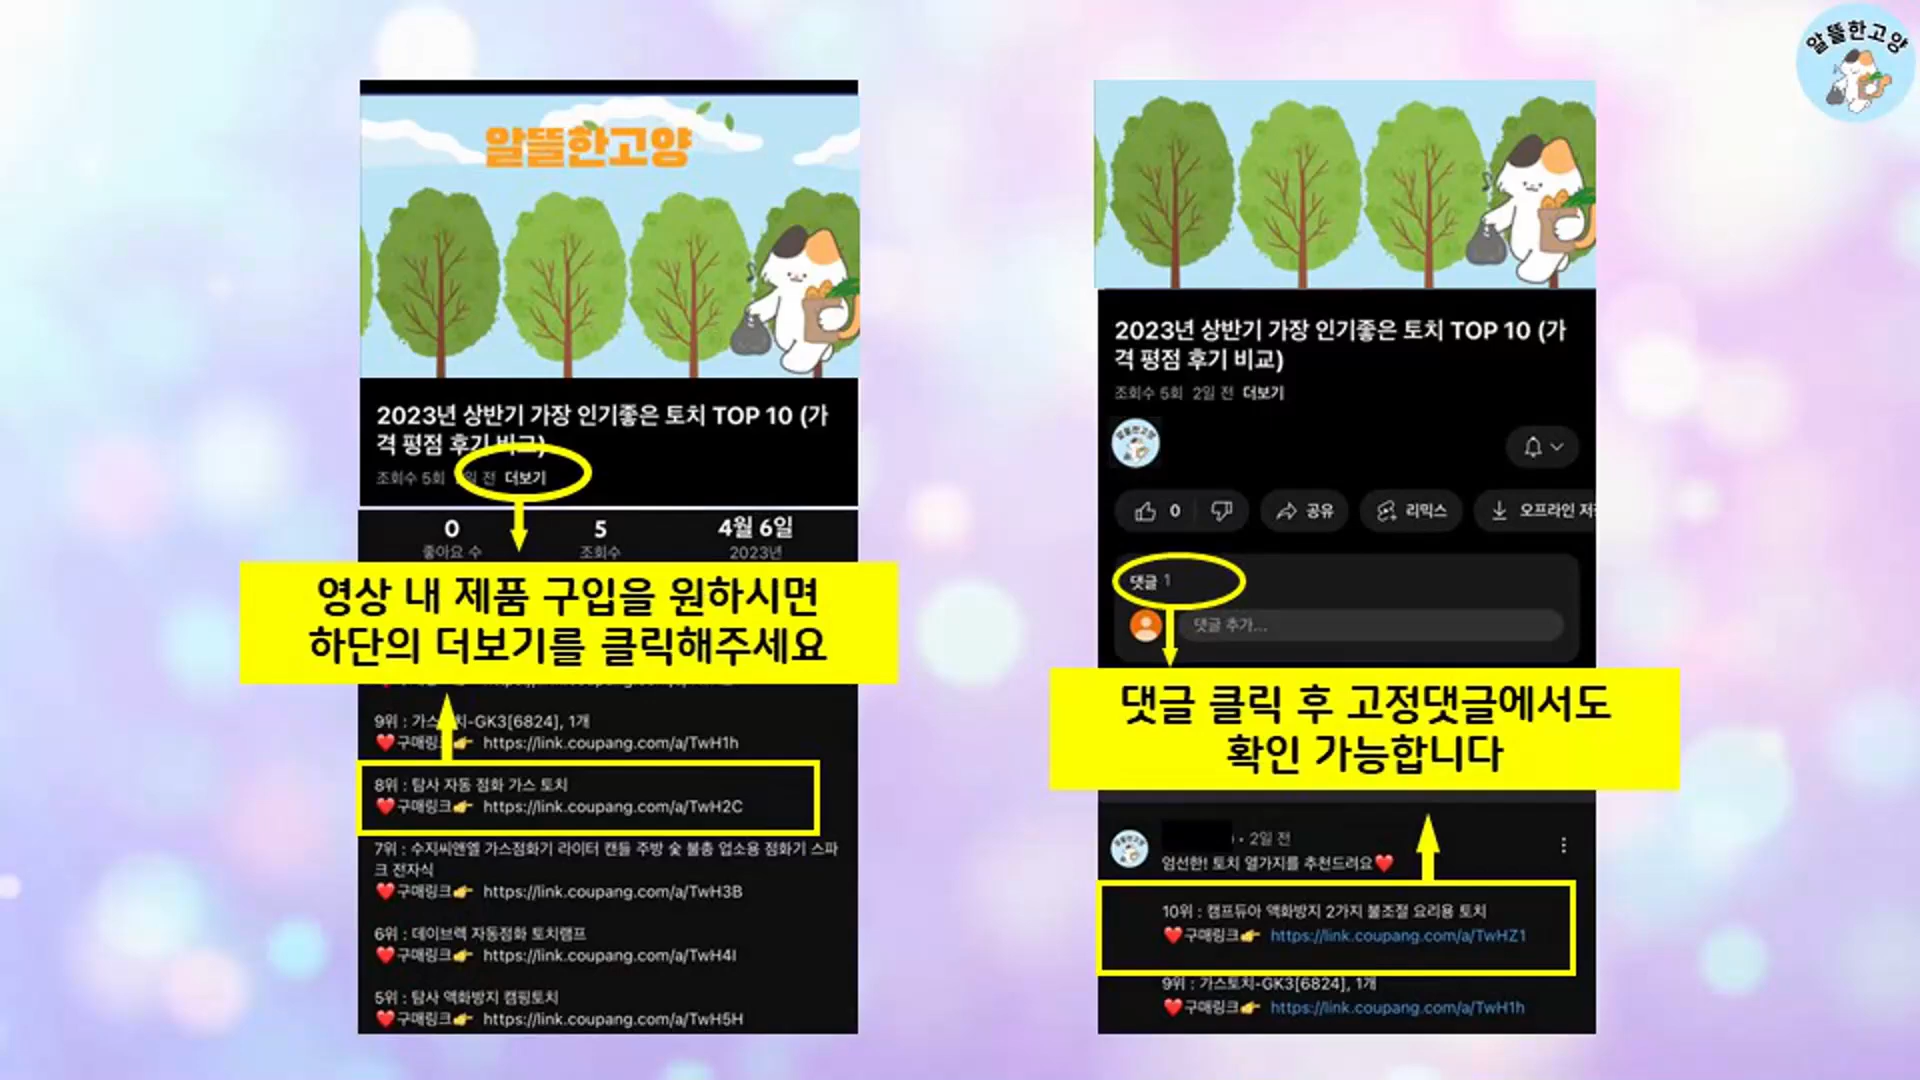 알뜰한고양
알뜰한고양
2023년 상반기 가장 인기좋은 토치 TOP 10 (가
격 평점 후기 비교)
조회수 5회 일 전 더보기
0
좋아요 수
5
조회수
4월 6일
2023년
영상 내 제품 구입을 원하시면
하단의 더보기를 클릭해주세요
9위 : 가스토치-GK3[6824], 1개
❤️구매링크👉 https://link.coupang.com/a/TwH1h
8위 : 탐사 자동 점화 가스 토치
❤️구매링크👉 https://link.coupang.com/a/TwH2C
7위 : 수지씨앤엘 가스점화기 라이터 캔들 주방 숯 불총 업소용 점화기 스파
크 전자식
❤️구매링크👉 https://link.coupang.com/a/TwH3B
6위 : 데이브렉 자동점화 토치램프
❤️구매링크👉 https://link.coupang.com/a/TwH4I
5위 : 탐사 액화방지 캠핑토치
❤️구매링크👉 https://link.coupang.com/a/TwH5H
2023년 상반기 가장 인기좋은 토치 TOP 10 (가
격 평점 후기 비교)
조회수 5회 2일 전 더보기
알뜰한고양
0
공유
리믹스
오프라인 저
댓글 1
댓글 추가...
댓글 클릭 후 고정댓글에서도
확인 가능합니다
알뜰한고양
• 2일 전
엄선한! 토치 열가지를 추천드려요❤️
10위 : 캠프듀아 액화방지 2가지 불조절 요리용 토치
❤️구매링크👉 https://link.coupang.com/a/TwHZ1
9위 : 가스토치-GK3[6824], 1개
❤️구매링크👉 https://link.coupang.com/a/TwH1h